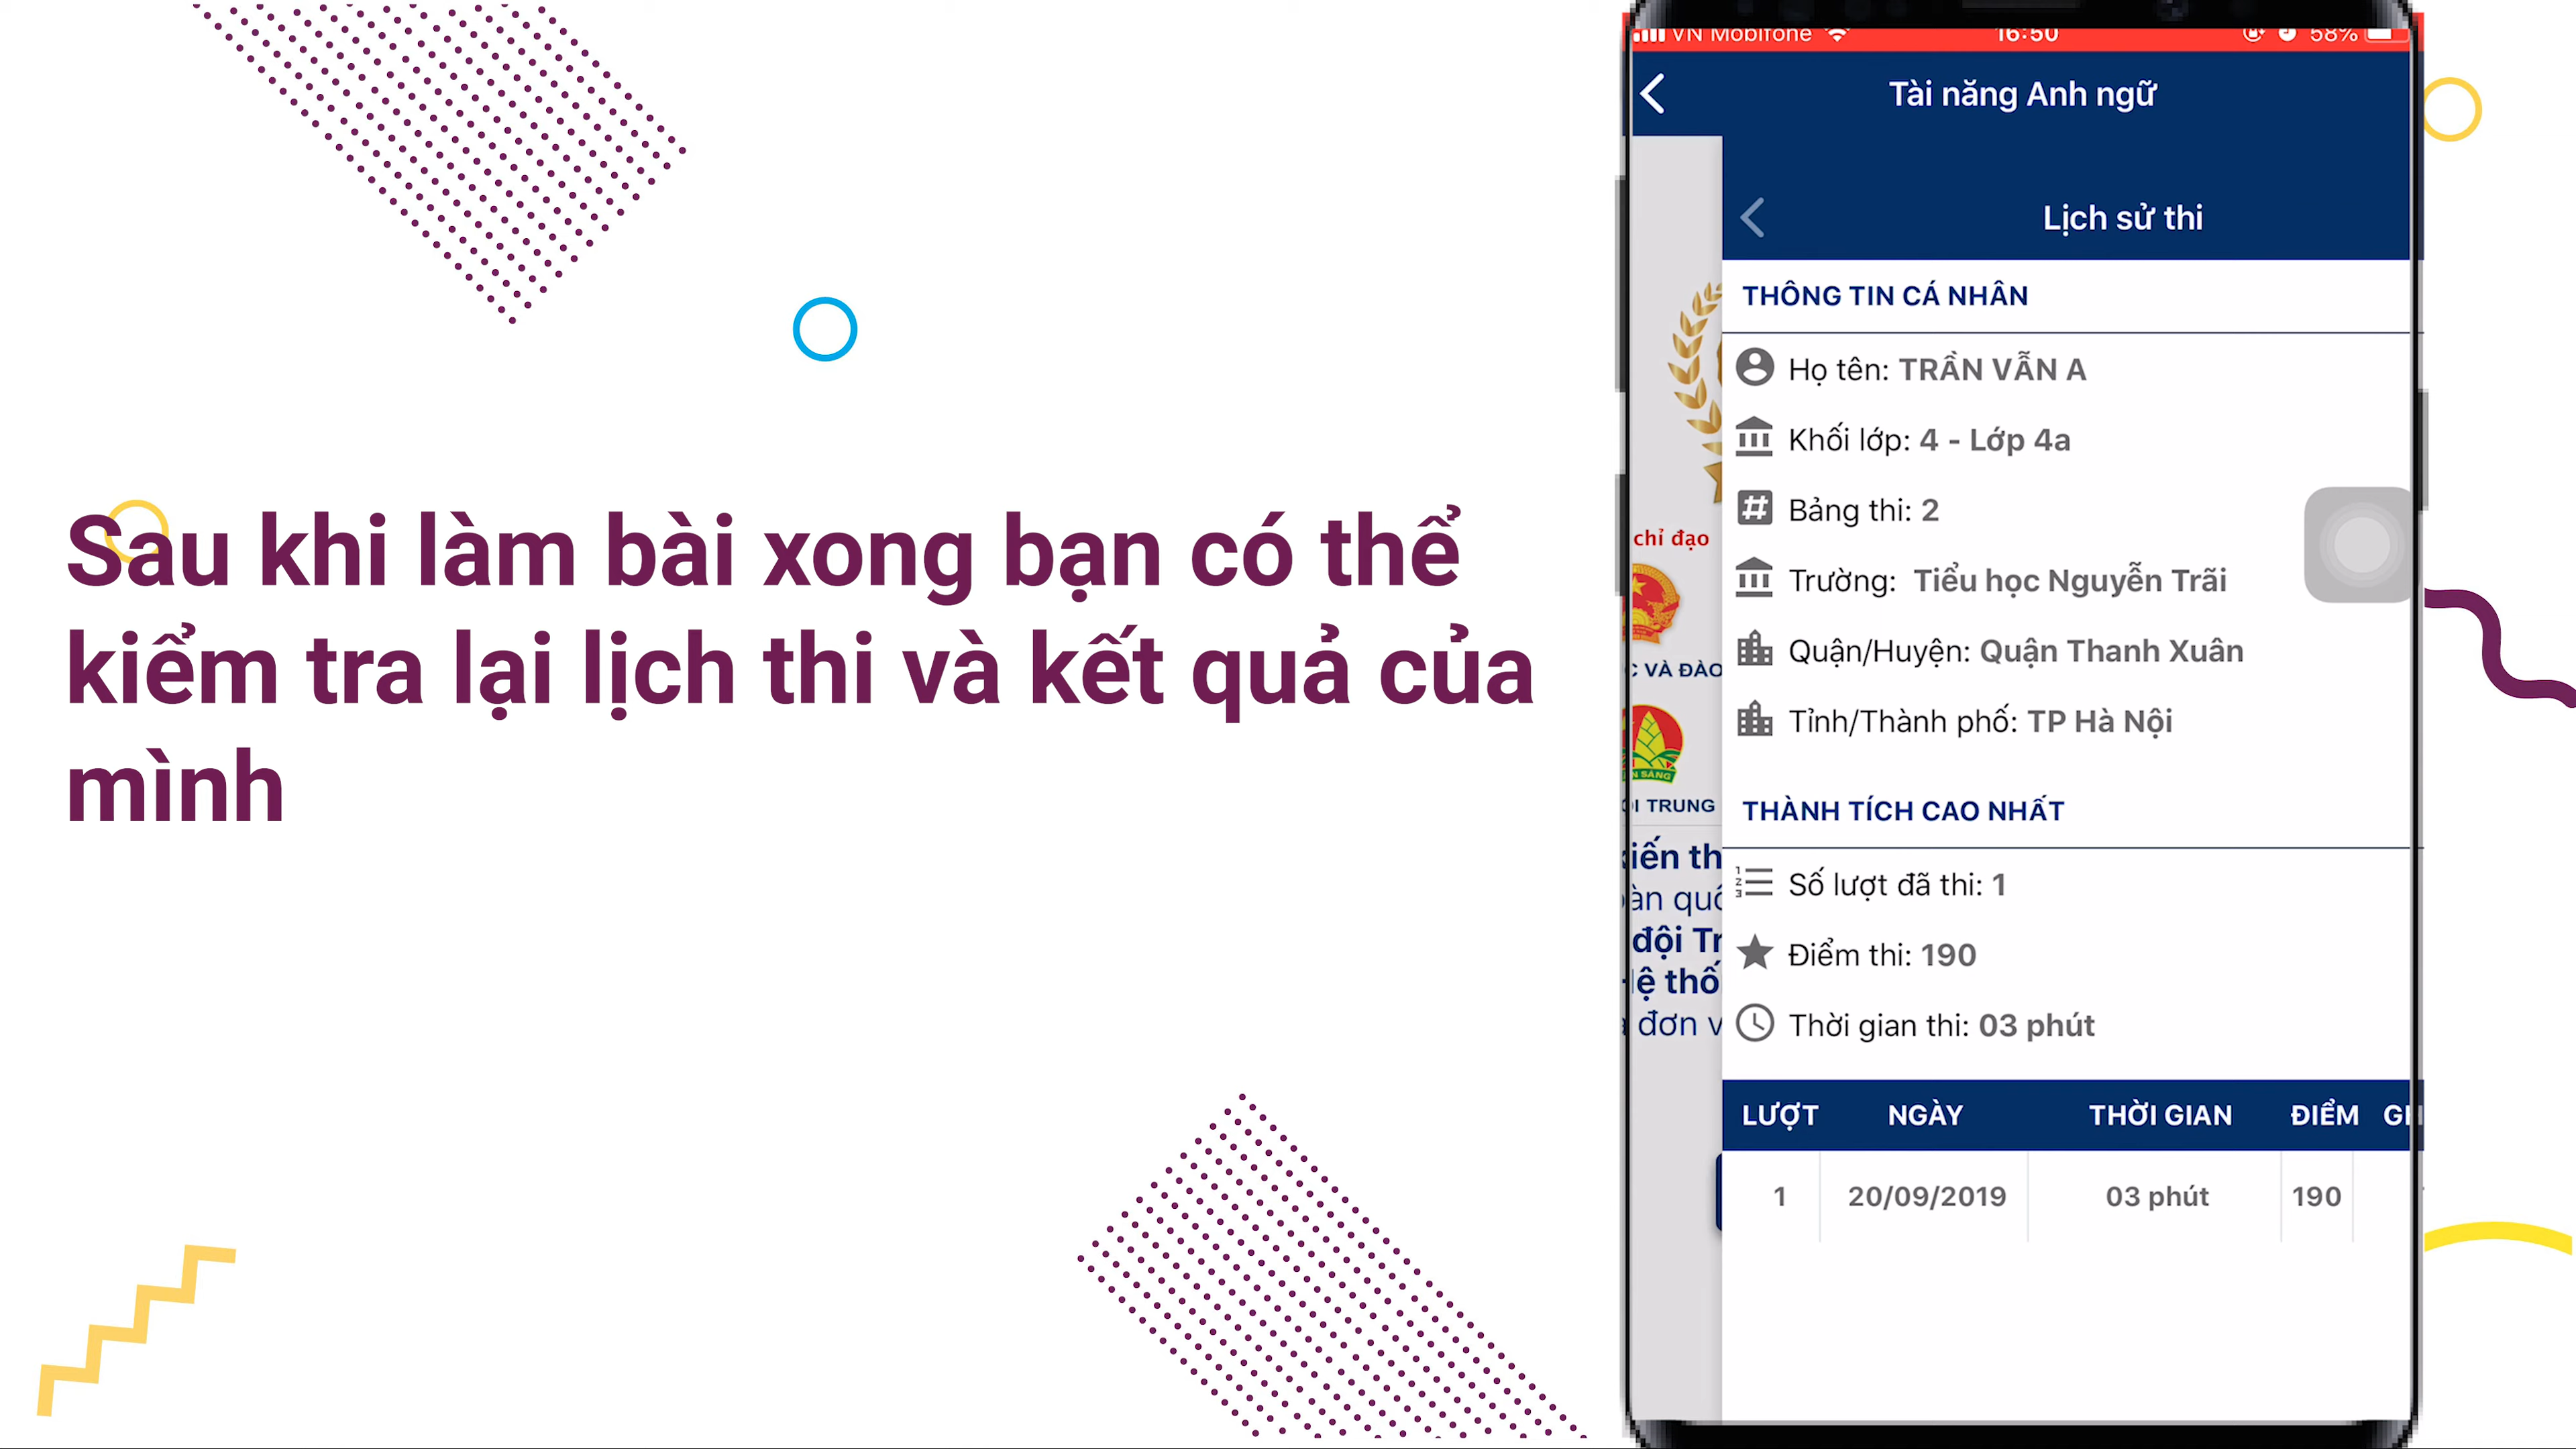 Sau khi làm bài xong bạn có thể
kiểm tra lại lịch thi và kết quả của
mình
VN Mobifone 16:50 58%
Tài năng Anh ngữ
Lịch sử thi
THÔNG TIN CÁ NHÂN
Họ tên: TRẦN VẪN A
Khối lớp: 4 - Lớp 4a
Bảng thi: 2
chỉ đạo
Trường: Tiểu học Nguyễn Trãi
Quận/Huyện: Quận Thanh Xuân
VÀ ĐÀO
Tỉnh/Thành phố: TP Hà Nội
SÀNG
TRUNG
THÀNH TÍCH CAO NHẤT
Số lượt đã thi: 1
đội
Điểm thi: 190
thố
Thời gian thi: 03 phút
đơn v
LƯỢT NGÀY THỜI GIAN ĐIỂM
1 20/09/2019 03 phút 190